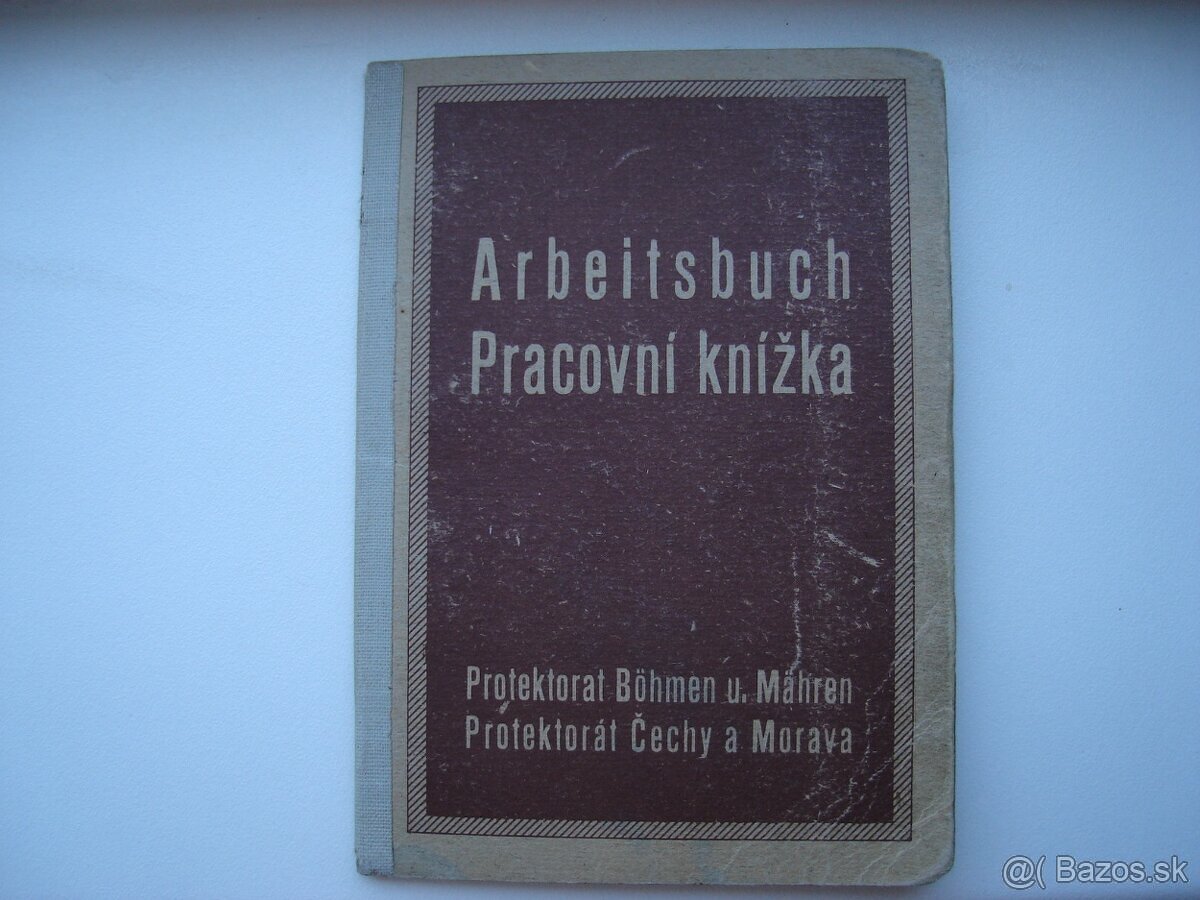 Arbeitsbuch
Pracovní knížka
Protektorat Böhmen u. Mähren
Protektorát Čechy a Morava
@( Bazos.sk